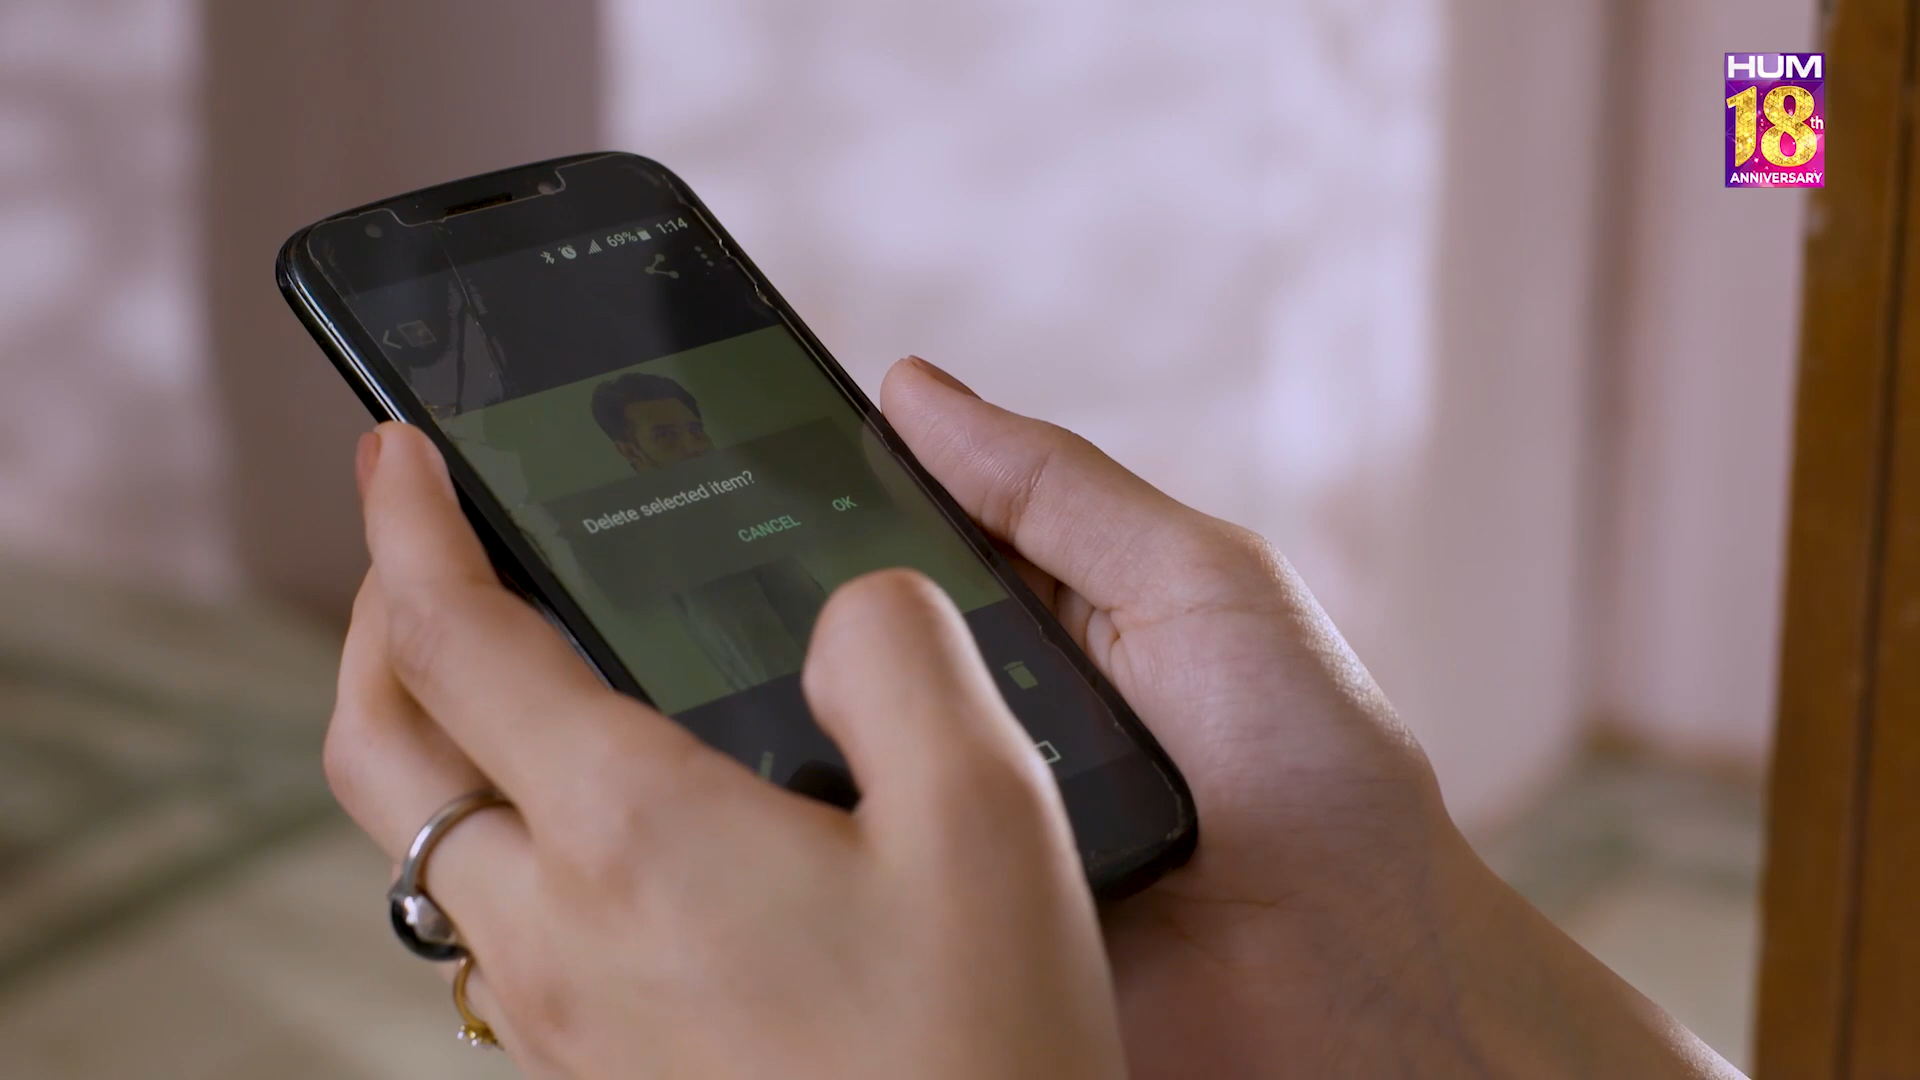 HUM
18th
ANNIVERSARY
69% 1:14
Delete selected item?
CANCEL OK